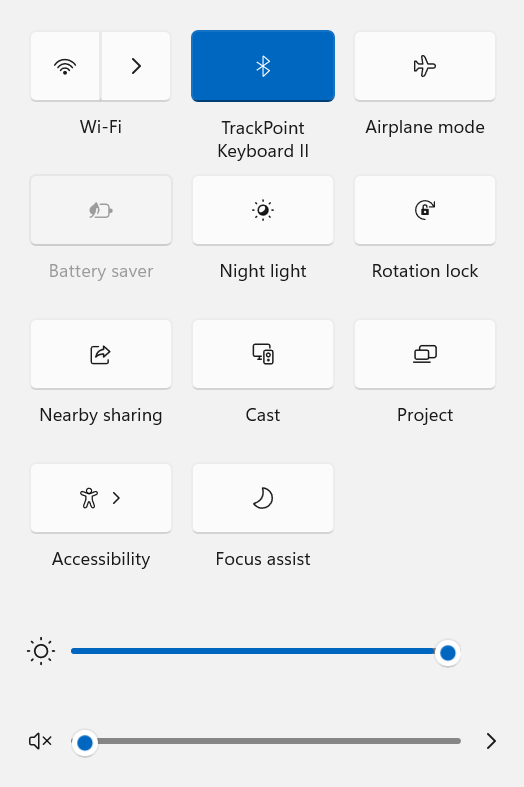 Wi-Fi
TrackPoint
Keyboard II
Airplane mode
Battery saver
Night light
Rotation lock
Nearby sharing
Cast
Project
Accessibility
Focus assist